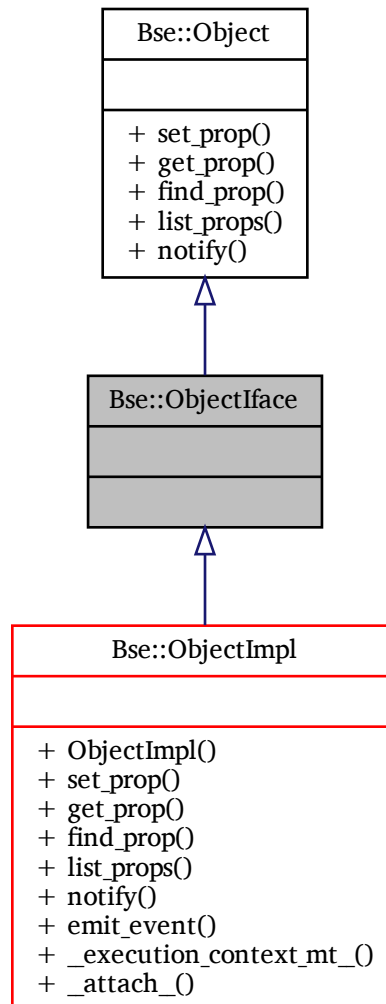 Bse::Object
+ set_prop()
+ get_prop()
+ find_prop()
+ list_props()
+ notify()
Bse::ObjectIface
Bse::ObjectImpl
+ ObjectImpl()
+ set_prop()
+ get_prop()
+ find_prop()
+ list_props()
+ notify()
+ emit_event()
+ _execution_context_mt_()
+ _attach_()